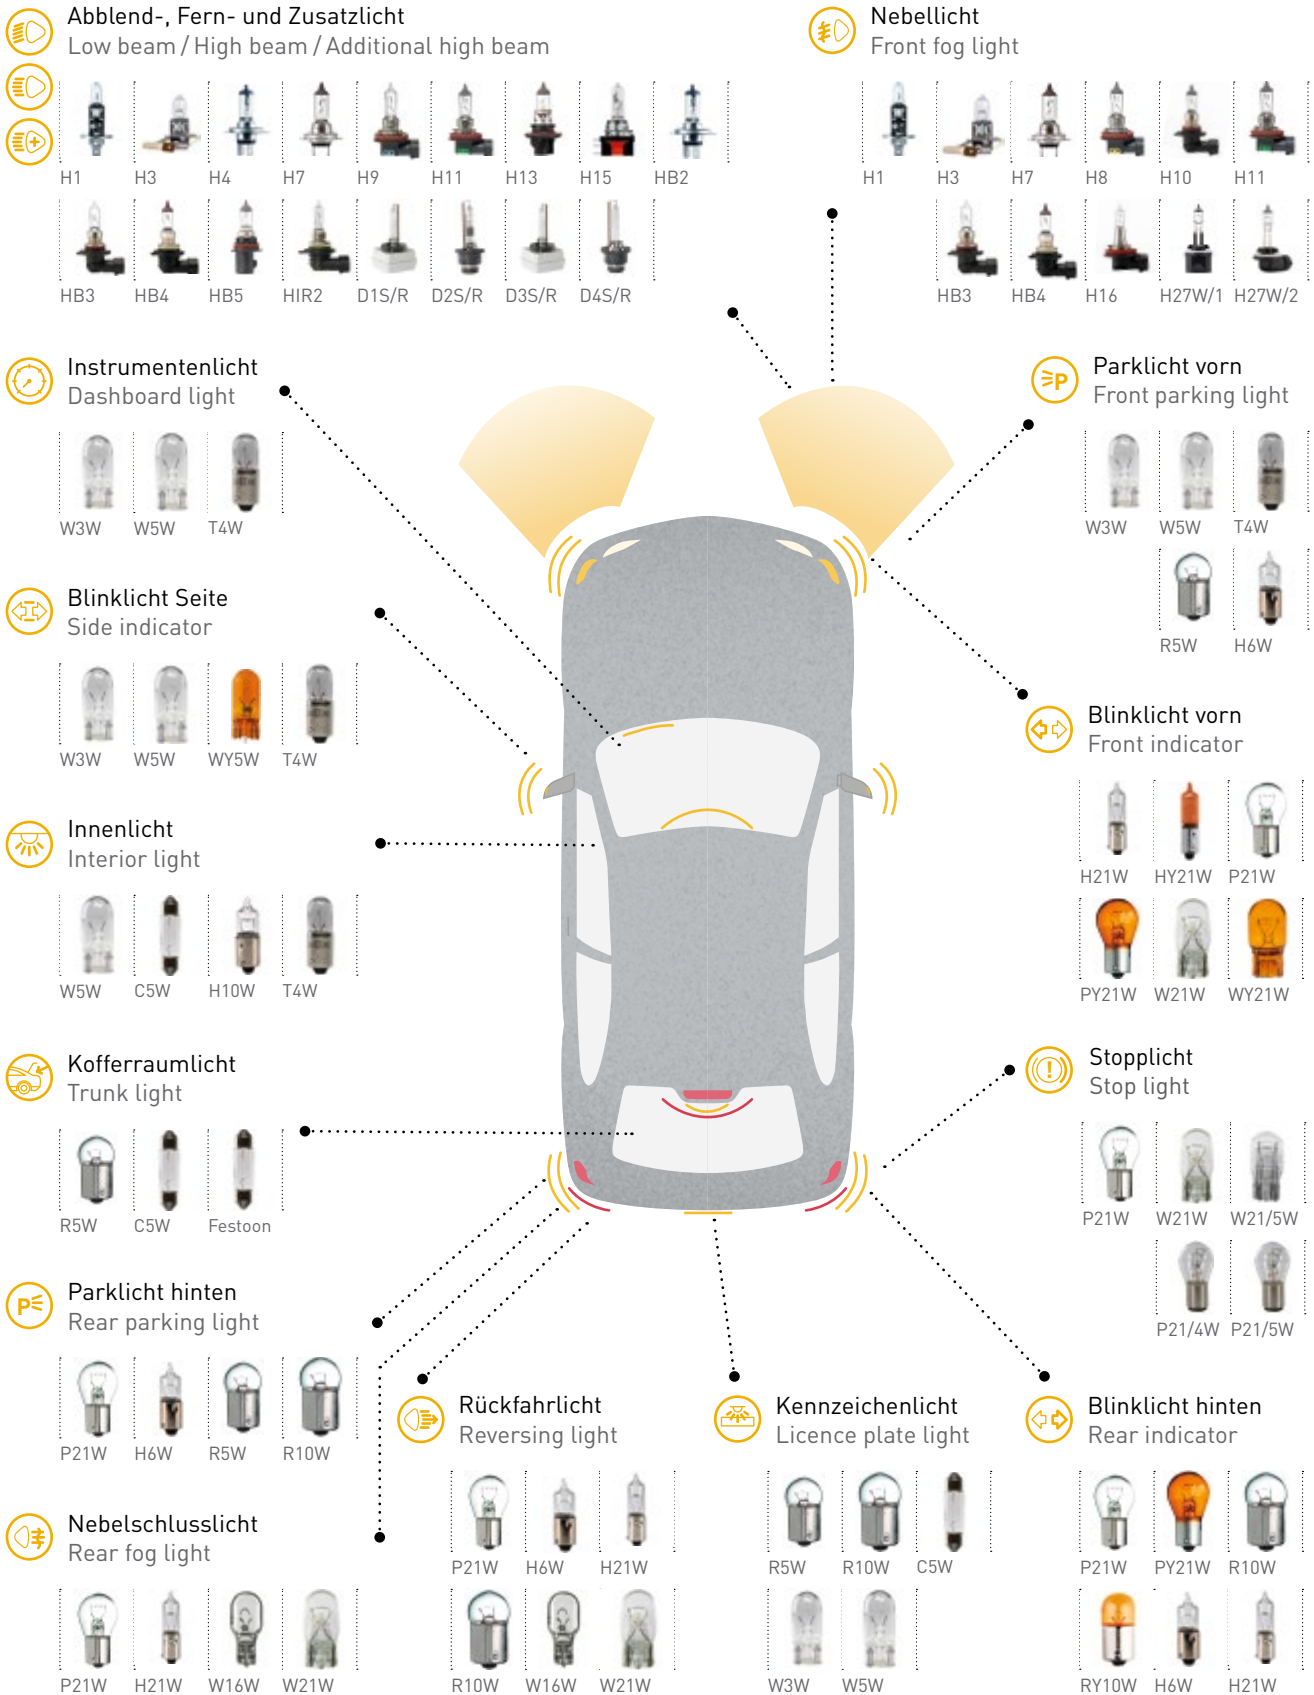 Abblend-, Fern- und Zusatzlicht
Low beam / High beam / Additional high beam
H1 H3 H4 H7 H9 H11 H13 H15 HB2
HB3 HB4 HB5 HIR2 D1S/R D2S/R D3S/R D4S/R
Nebellicht
Front fog light
H1 H3 H7 H8 H10 H11
HB3 HB4 H16 H27W/1 H27W/2
Instrumentenlicht
Dashboard light
W3W W5W T4W
P
Parklicht vorn
Front parking light
W3W W5W T4W
R5W H6W
Blinklicht Seite
Side indicator
W3W W5W WY5W T4W
Blinklicht vorn
Front indicator
H21W HY21W P21W
PY21W W21W WY21W
Innenlicht
Interior light
W5W C5W H10W T4W
Kofferraumlicht
Trunk light
R5W C5W Festoon
Stopplicht
Stop light
P21W W21W W21/5W
P21/4W P21/5W
P
Parklicht hinten
Rear parking light
P21W H6W R5W R10W
Nebelschlusslicht
Rear fog light
P21W H21W W16W W21W
Rückfahrlicht
Reversing light
P21W H6W H21W
R10W W16W W21W
Kennzeichenlicht
Licence plate light
R5W R10W C5W
W3W W5W
Blinklicht hinten
Rear indicator
P21W PY21W R10W
RY10W H6W H21W